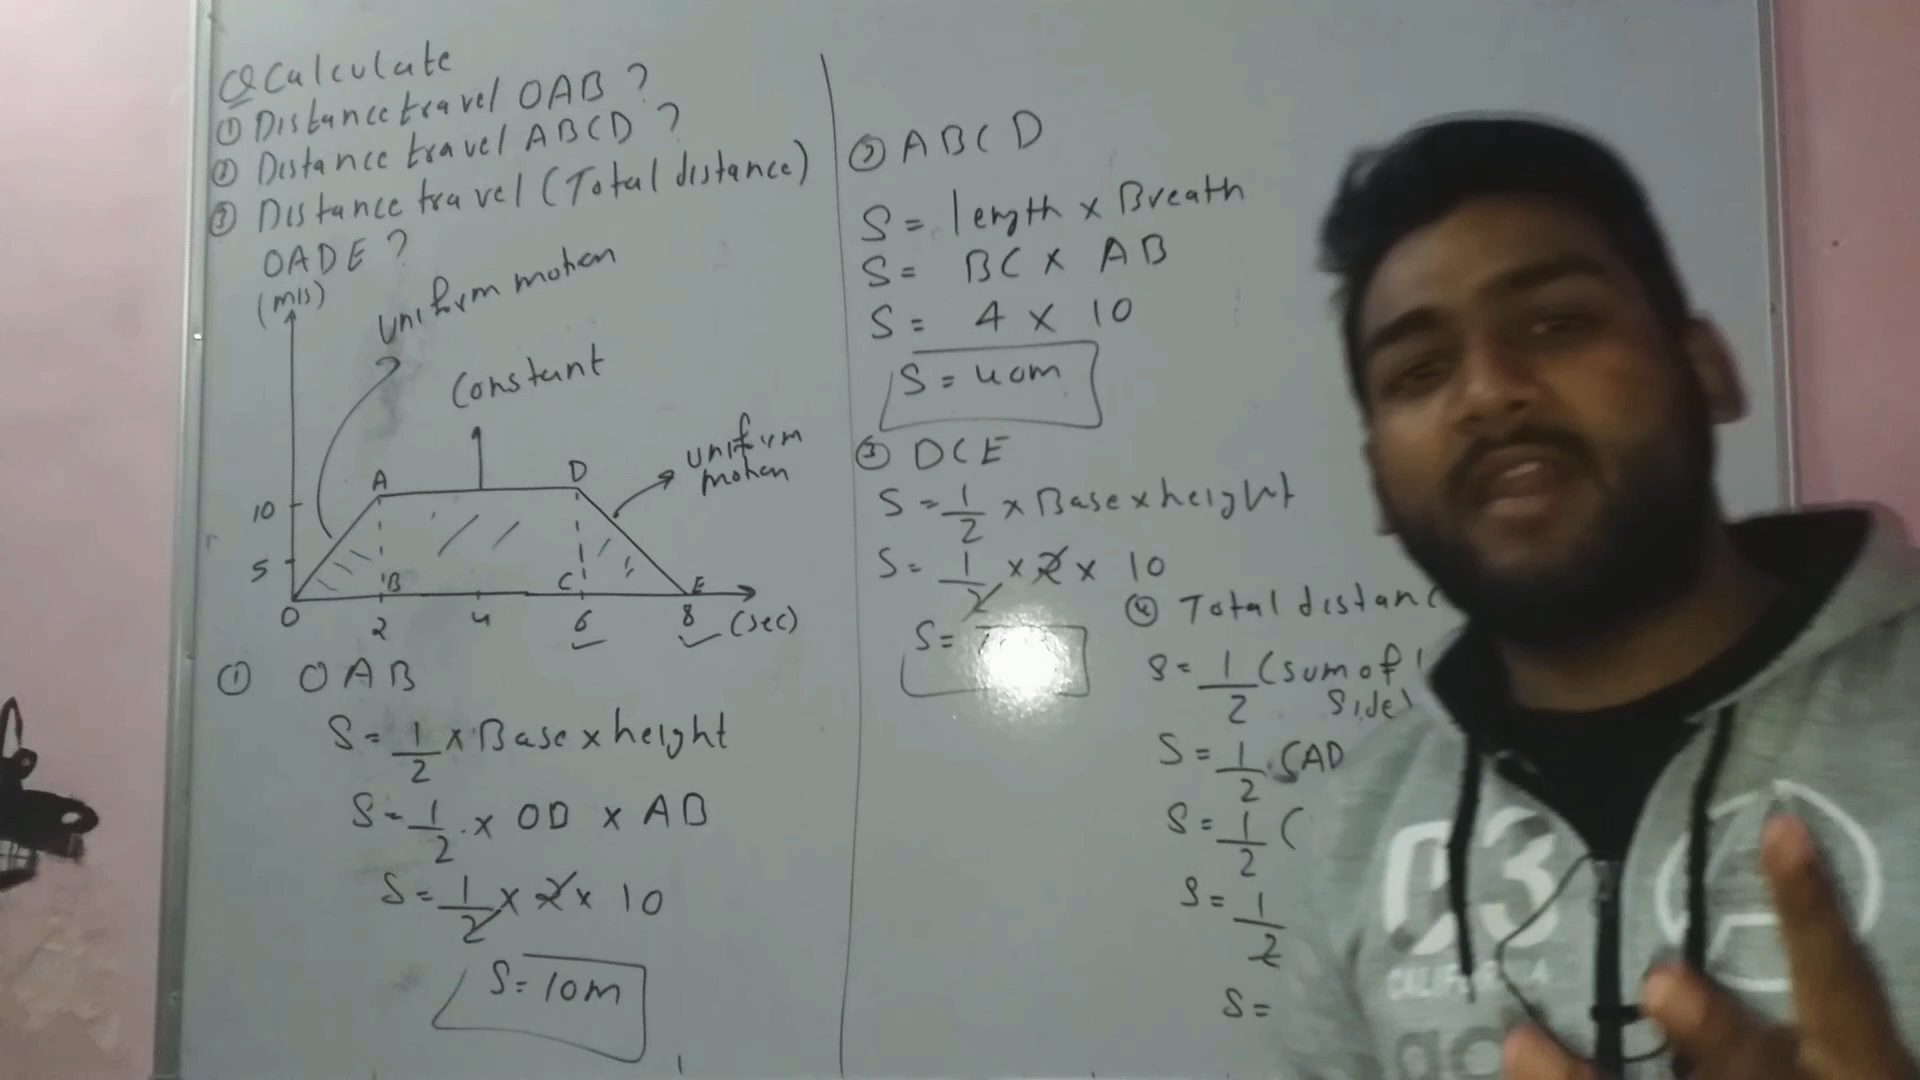 Q Calculate
① Distance travel OAB ?
② Distance travel ABCD ?
③ Distance travel (Total distance)
OADE ?
(m/s)
uniform motion
Constant
uniform
motion
A D
10
5
B C E
0 2 4 6 8 (sec)
① OAB
S = 1/2 × Base × height
S = 1/2 × OB × AB
S = 1/2 × 2 × 10
S = 10m
② ABCD
S = length × Breath
S = BC × AB
S = 4 × 10
S = 40m
③ DCE
S = 1/2 × Base × height
S = 1/2 × 2 × 10
S =
④ Total distanc
S = 1/2 (sum of
side
S = 1/2 (AD
S = 1/2 (
S = 1/2
S =